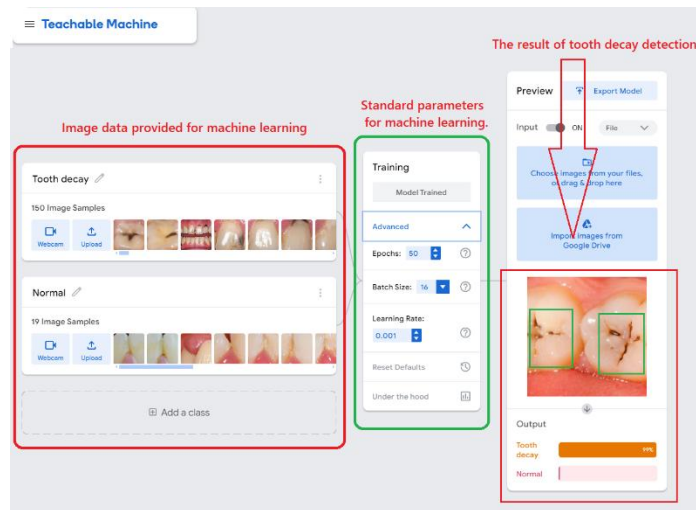 Teachable Machine
The result of tooth decay detection
Image data provided for machine learning
Standard parameters
for machine learning.
Tooth decay
150 Image Samples
Webcam
Upload
Normal
19 Image Samples
Webcam
Upload
Add a class
Training
Model Trained
Advanced
Epochs: 50
Batch Size: 16
Learning Rate:
0.001
Reset Defaults
Under the hood
Preview
Export Model
Input ON File
Choose images from your files,
or drag & drop here
Import images from
Google Drive
Output
Tooth
decay
99%
Normal